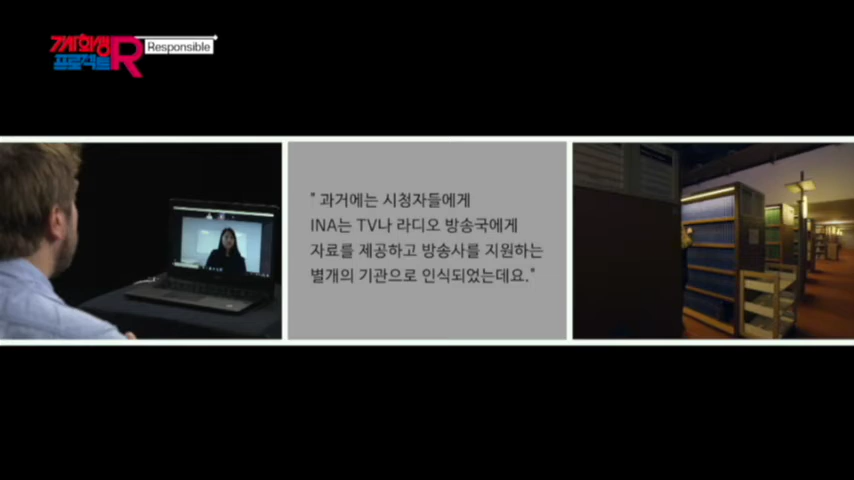 기사회생
프로젝트 R
Responsible
" 과거에는 시청자들에게
INA는 TV나 라디오 방송국에게
자료를 제공하고 방송사를 지원하는
별개의 기관으로 인식되었는데요."